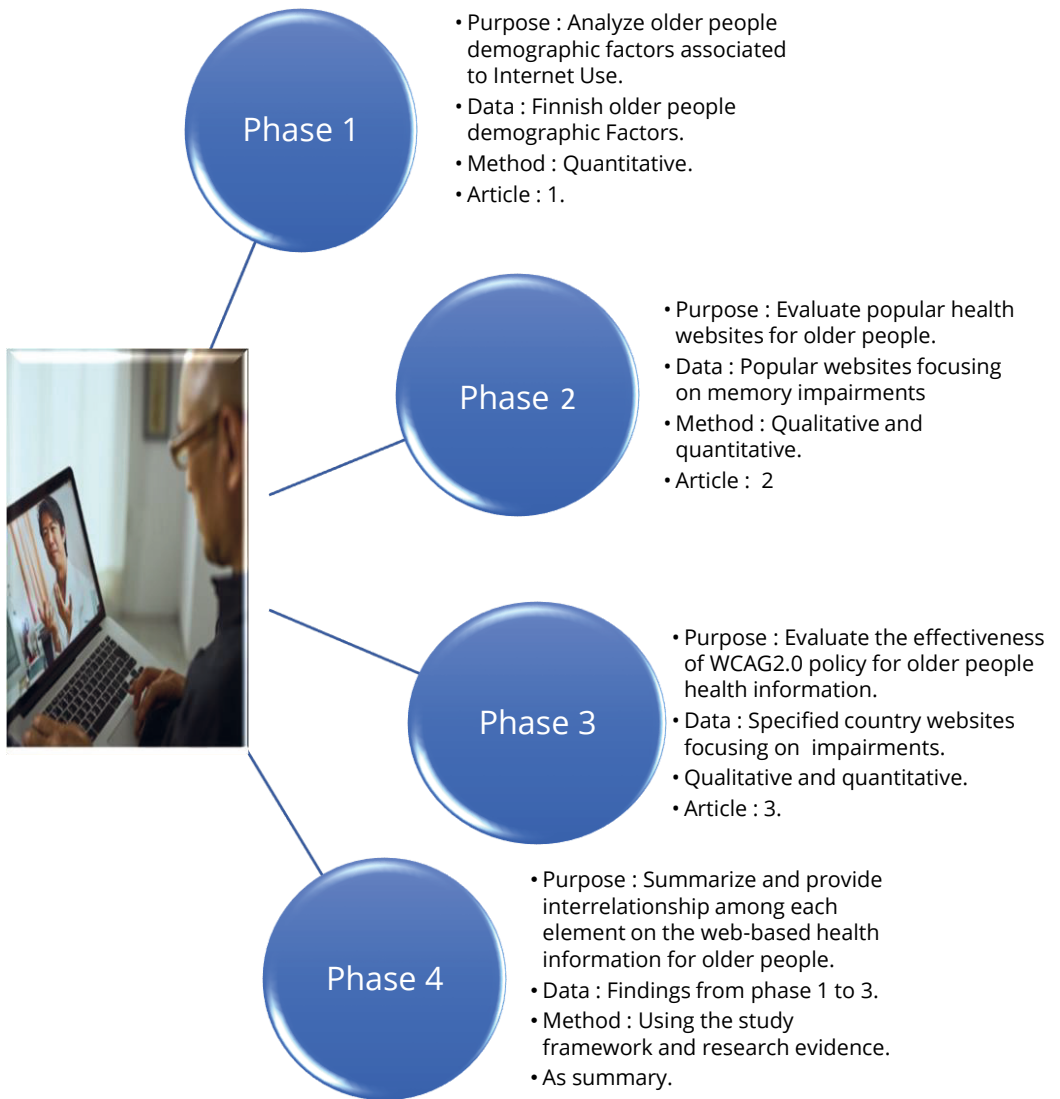 Phase 1
• Purpose : Analyze older people
demographic factors associated
to Internet Use.
• Data : Finnish older people
demographic Factors.
• Method : Quantitative.
• Article : 1.
Phase 2
• Purpose : Evaluate popular health
websites for older people.
• Data : Popular websites focusing
on memory impairments
• Method : Qualitative and
quantitative.
• Article : 2
Phase 3
• Purpose : Evaluate the effectiveness
of WCAG2.0 policy for older people
health information.
• Data : Specified country websites
focusing on impairments.
• Qualitative and quantitative.
• Article : 3.
Phase 4
• Purpose : Summarize and provide
interrelationship among each
element on the web-based health
information for older people.
• Data : Findings from phase 1 to 3.
• Method : Using the study
framework and research evidence.
• As summary.